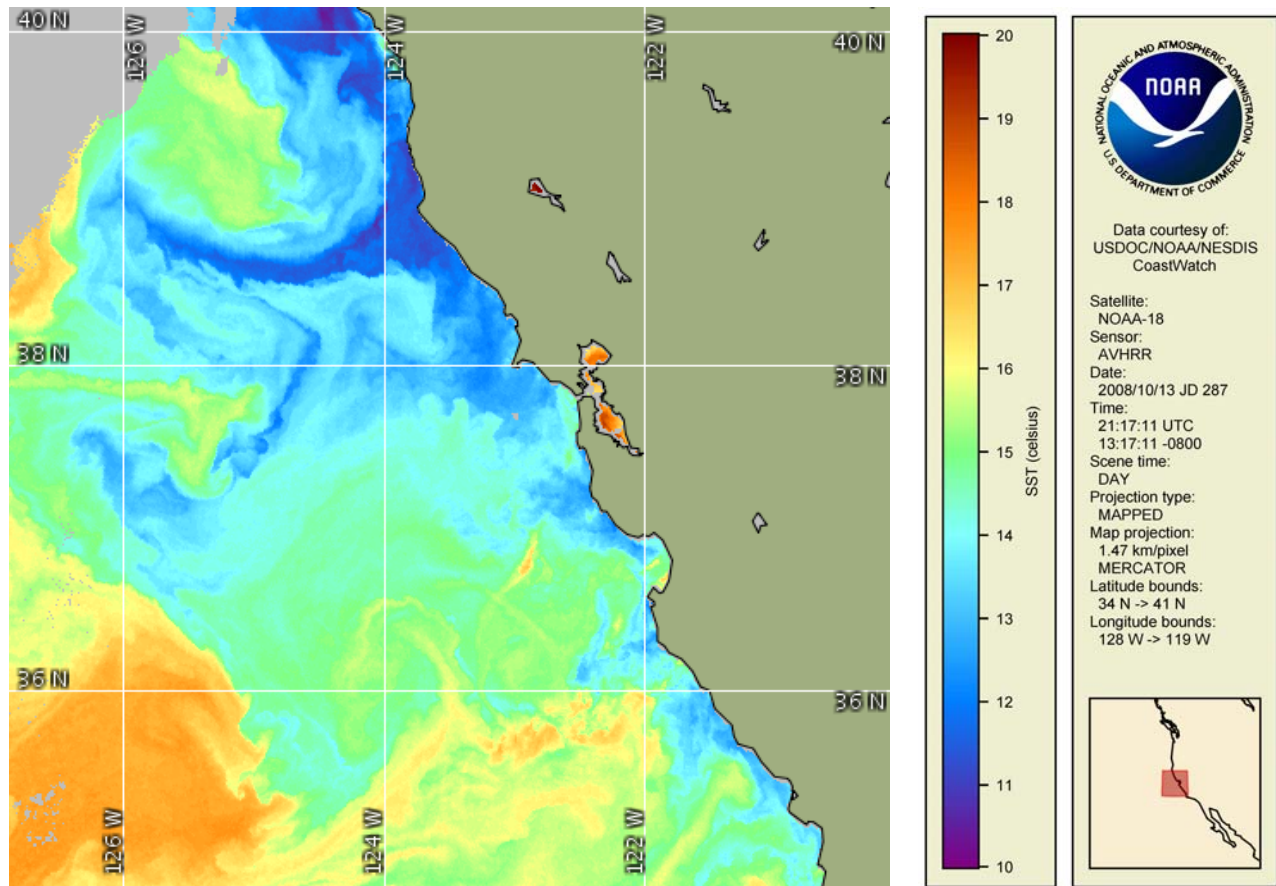 40 N
126 W
124 W
122 W
40 N
38 N
38 N
36 N
36 N
126 W
124 W
122 W
20
19
18
17
16
15
14
13
12
11
10
SST (celsius)
NATIONAL OCEANIC AND ATMOSPHERIC ADMINISTRATION
NOAA
U.S. DEPARTMENT OF COMMERCE
Data courtesy of:
USDOC/NOAA/NESDIS
CoastWatch
Satellite:
NOAA-18
Sensor:
AVHRR
Date:
2008/10/13 JD 287
Time:
21:17:11 UTC
13:17:11 -0800
Scene time:
DAY
Projection type:
MAPPED
Map projection:
1.47 km/pixel
MERCATOR
Latitude bounds:
34 N -> 41 N
Longitude bounds:
128 W -> 119 W